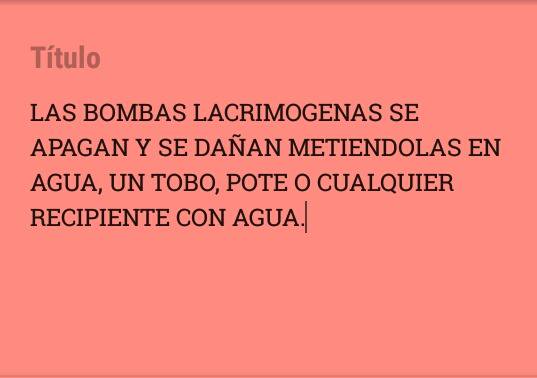 Título
LAS BOMBAS LACRIMOGENAS SE
APAGAN Y SE DAÑAN METIENDOLAS EN
AGUA, UN TOBO, POTE O CUALQUIER
RECIPIENTE CON AGUA.